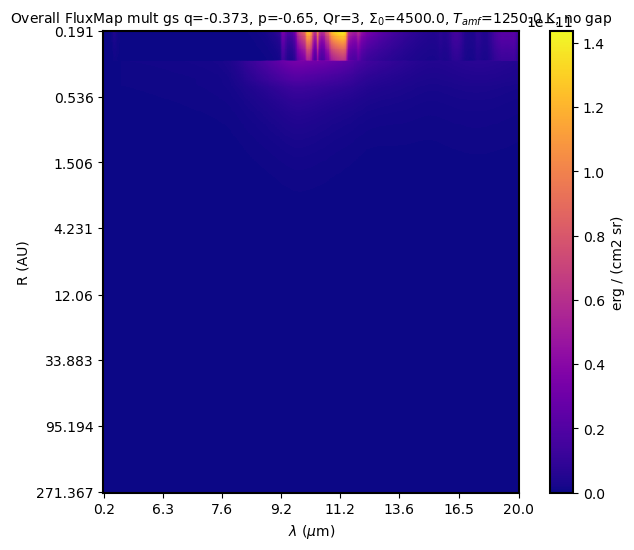 Overall FluxMap mult gs q=-0.373, p=-0.65, Qr=3, Σ₀=4500.0, T_amf=1250.0 K, no gap
1e−11
0.191
0.536
1.506
4.231
12.06
33.883
95.194
271.367
R (AU)
0.2 6.3 7.6 9.2 11.2 13.6 16.5 20.0
λ (μm)
1.4
1.2
1.0
0.8
0.6
0.4
0.2
0.0
erg / (cm2 sr)